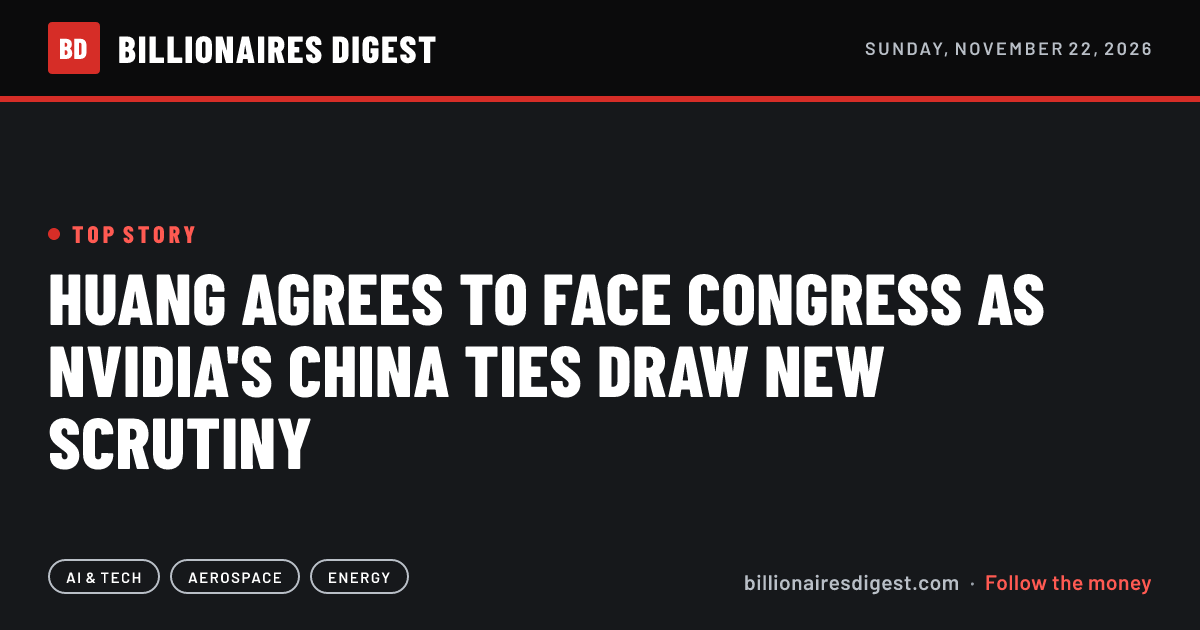 BD BILLIONAIRES DIGEST
SUNDAY, NOVEMBER 22, 2026
TOP STORY
HUANG AGREES TO FACE CONGRESS AS
NVIDIA'S CHINA TIES DRAW NEW
SCRUTINY
AI & TECH AEROSPACE ENERGY
billionairesdigest.com · Follow the money